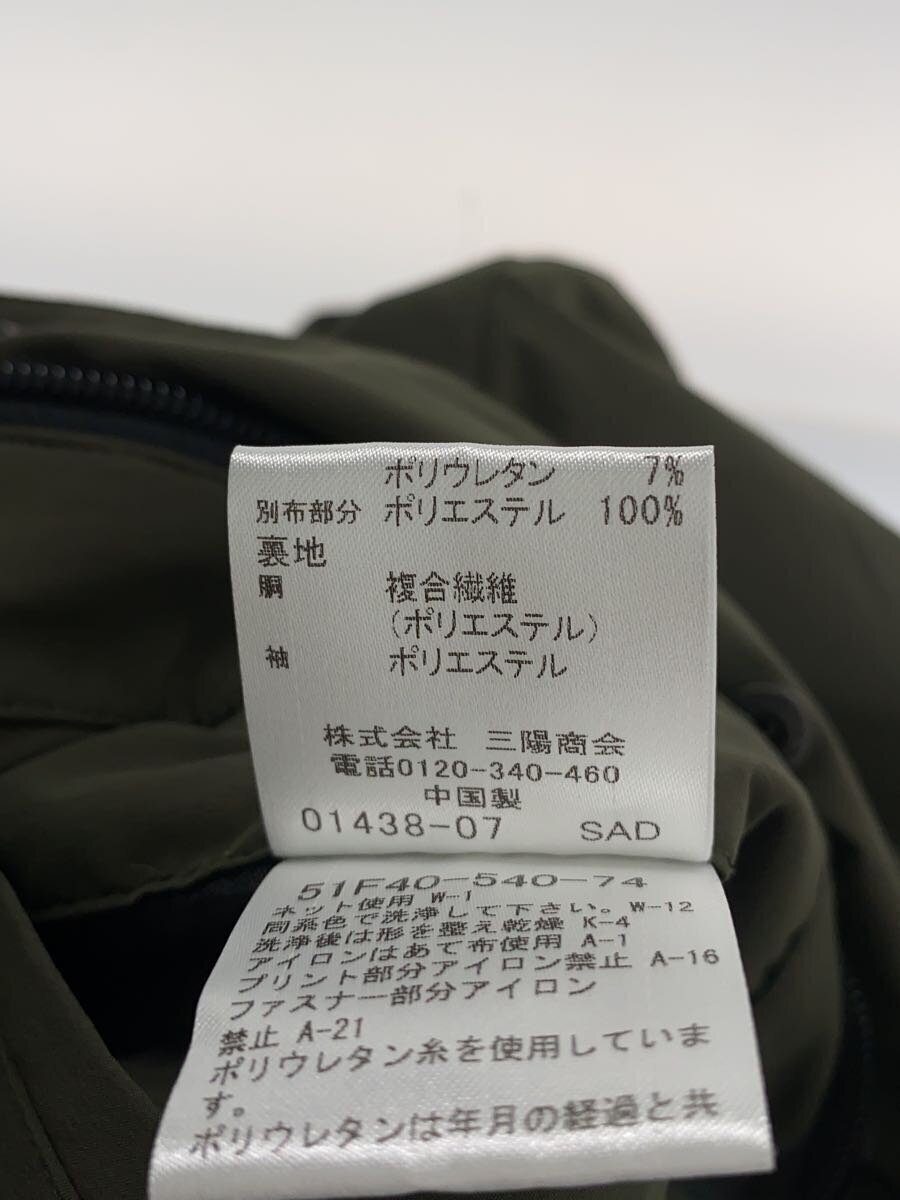 ポリウレタン 7%
別布部分 ポリエステル 100%
裏地
胴 複合繊維
(ポリエステル)
袖 ポリエステル
株式会社 三陽商会
電話0120-340-460
中国製
01438-07 SAD
51F40-540-74
ネット使用 W-1
同系色で洗浄して下さい。W-12
洗浄後は形を整え乾燥 K-4
アイロンはあて布使用 A-1
プリント部分アイロン禁止 A-16
ファスナー部分アイロン
禁止 A-21
ポリウレタン糸を使用していま
す。
ポリウレタンは年月の経過と共